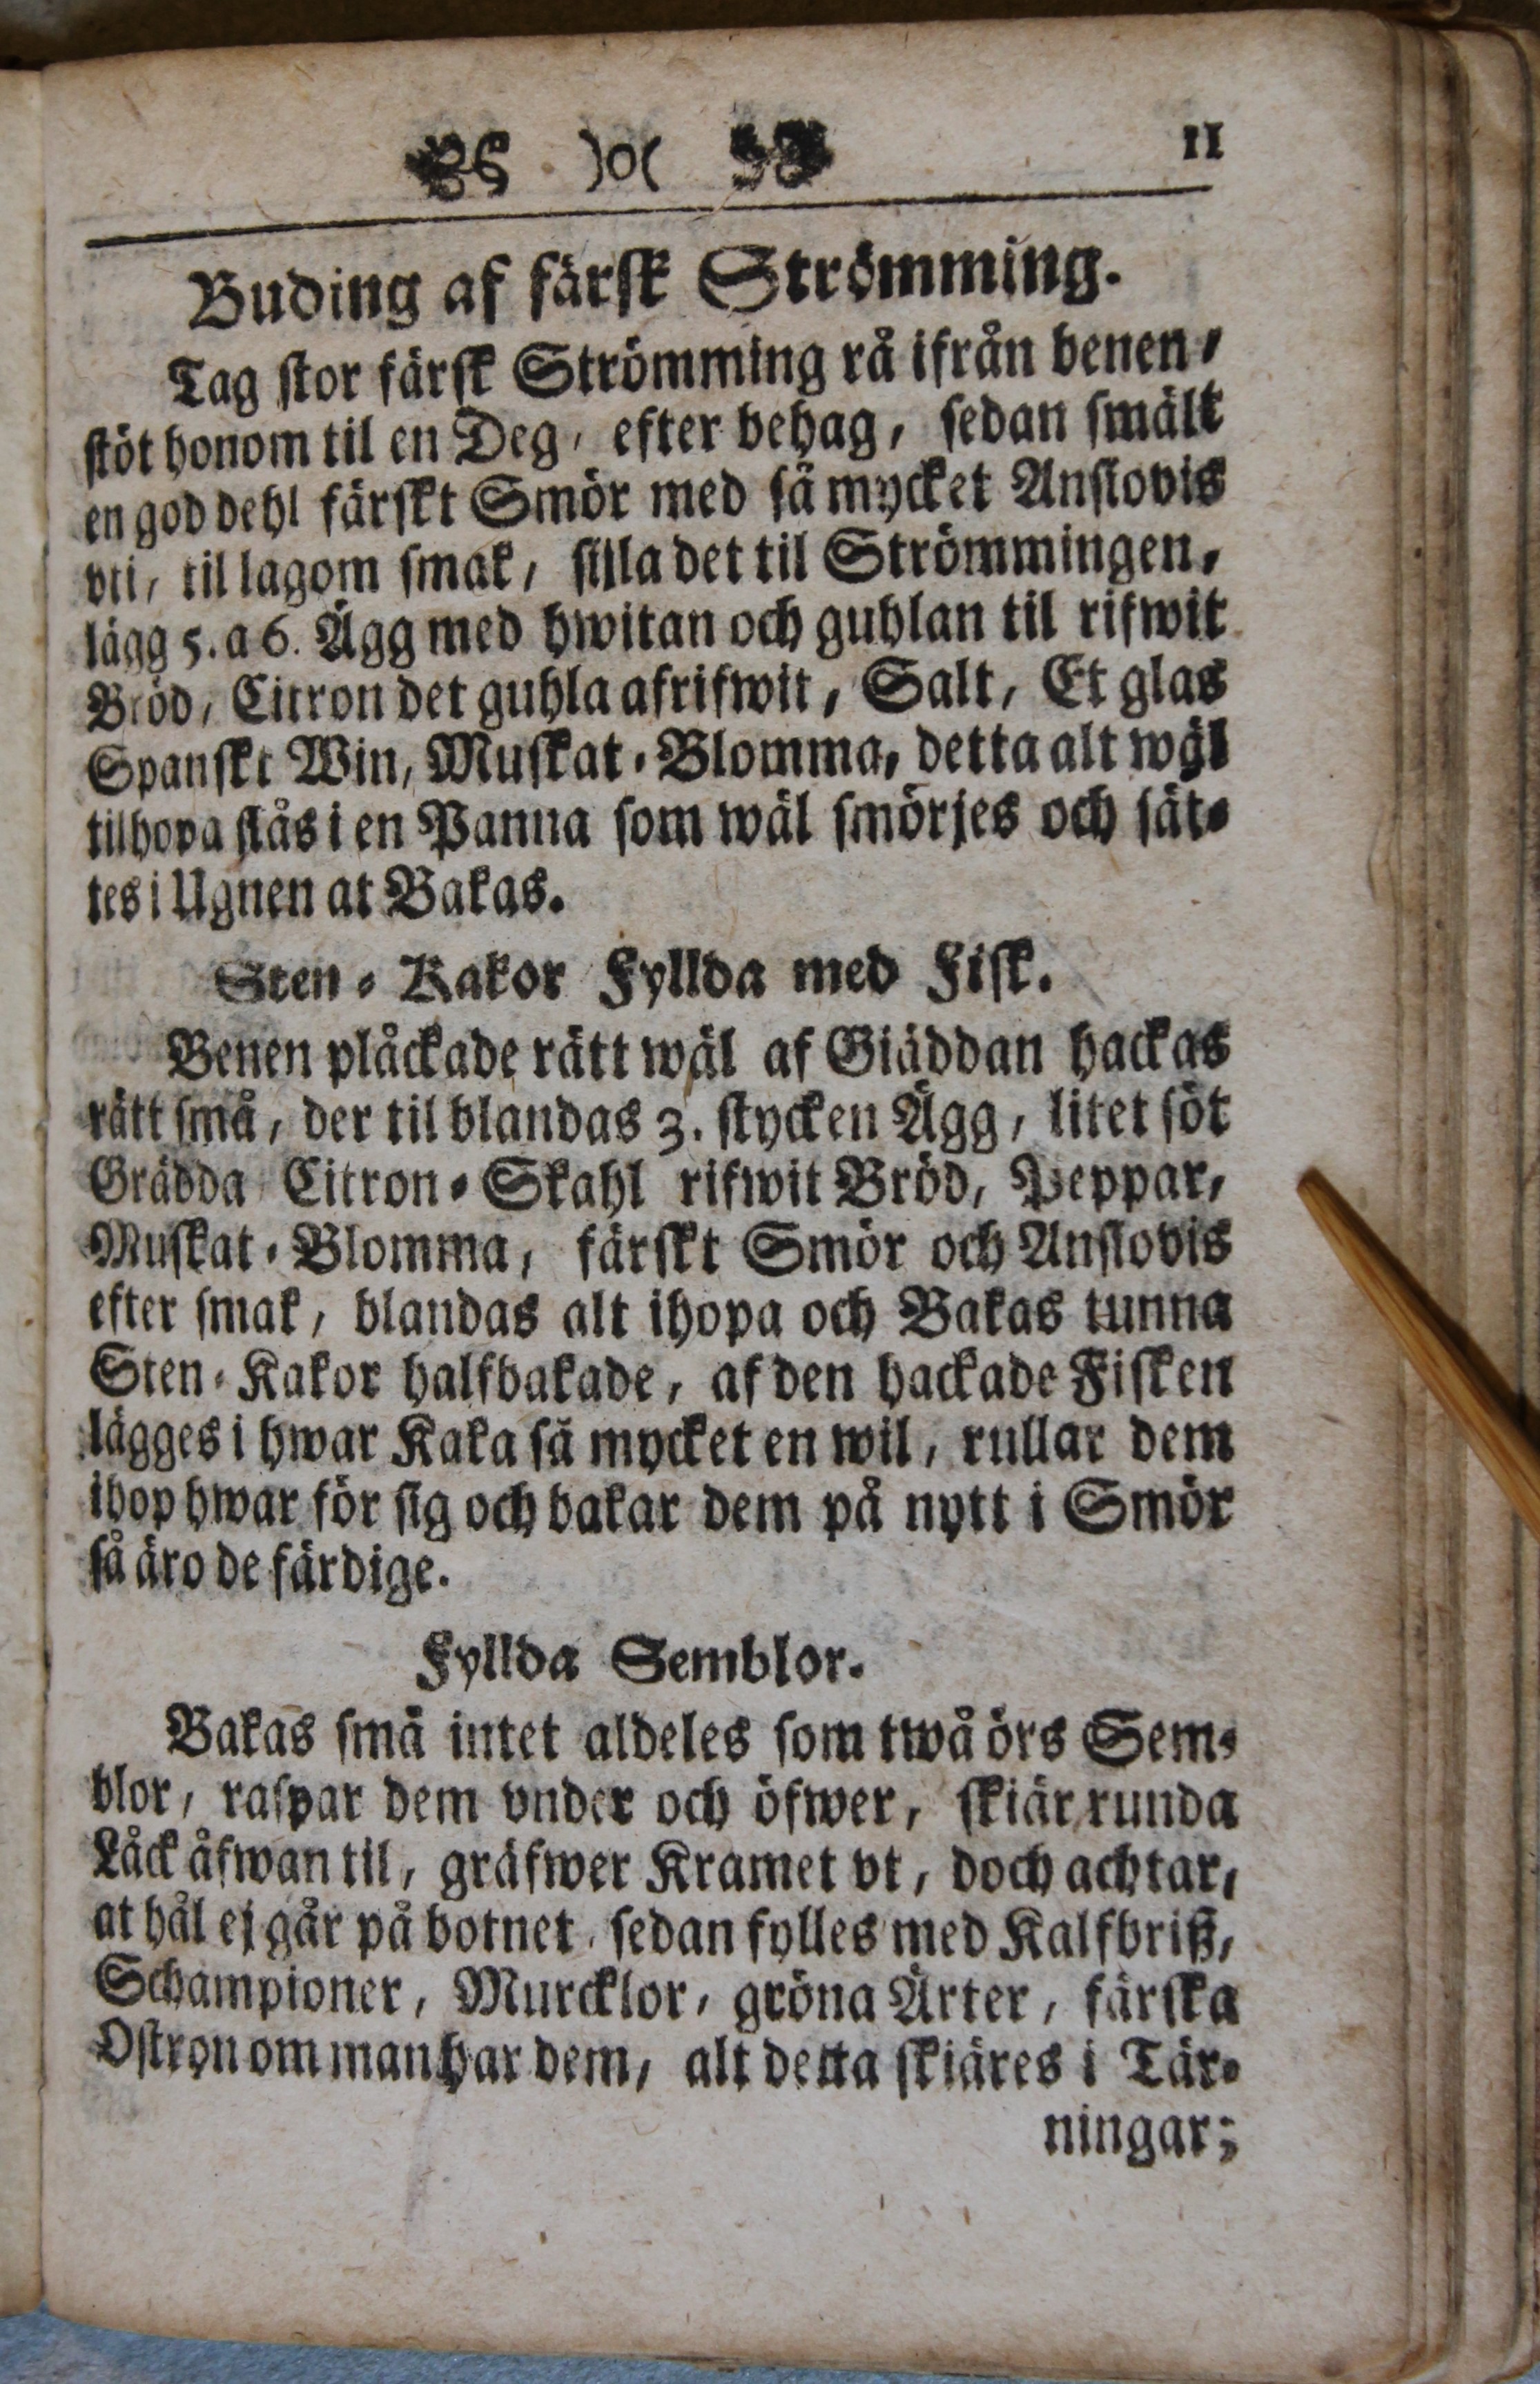 )o( 11
Buding af färsk Strömming.
Tag stor färsk Strömming rå ifrån benen,
stöt honom til en Deg, efter behag, sedan smält
en god dehl färskt Smör med så mycket Ansiovis
vti, til lagom smak, sijla det til Strömmingen,
lägg 5. a 6. Ägg med hwitan och guhlan til rifwit
Bröd, Citron det guhla afrifwit, Salt, Et glas
Spanskt Win, Muskat-Blomma, detta alt wäl
tilhopa slås i en Panna som wäl smörjes och sät-
tes i Ugnen at Bakas.
Sten-Kakor Fyllda med Fisk.
Benen plåckade rätt wäl af Giäddan hackas
rätt små, der til blandas 3. stycken Ägg, litet söt
Grädda Citron-Skahl rifwit Bröd, Peppar,
Muskat-Blomma, färskt Smör och Ansiovis
efter smak, blandas alt ihopa och Bakas tunna
Sten-Kakor halfbakade, af den hackade Fisken
lägges i hwar Kaka så mycket en wil, rullar dem
ihop hwar för sig och bakar dem på nytt i Smör
så äro de färdige.
Fyllda Semblor.
Bakas små intet aldeles som twå örs Sem-
blor, raspar dem vnder och öfwer, skiär runda
Låck åfwan til, gräfwer Kramet vt, doch achtar,
at hål ej går på botnet, sedan fylles med Kalfbriß,
Schampioner, Murcklor, gröna Ärter, färska
Ostron om man har dem, alt detta skiäres i Tär-
ningar;